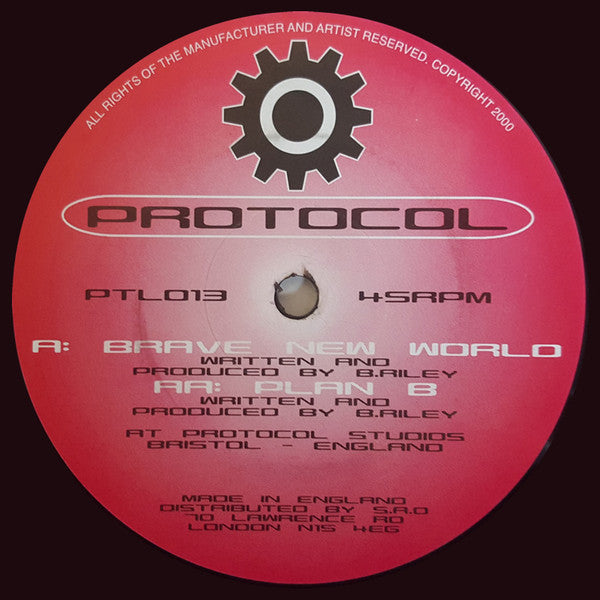 ALL RIGHTS OF THE MANUFACTURER AND ARTIST RESERVED. COPYRIGHT 2000
PROTOCOL
PTL013 45RPM
A: BRAVE NEW WORLD
WRITTEN AND
PRODUCED BY B.RILEY
AA: PLAN B
WRITTEN AND
PRODUCED BY B.RILEY
AT PROTOCOL STUDIOS
BRISTOL - ENGLAND
MADE IN ENGLAND
DISTRIBUTED BY S.R.D
70 LAWRENCE RD
LONDON N15 4EG